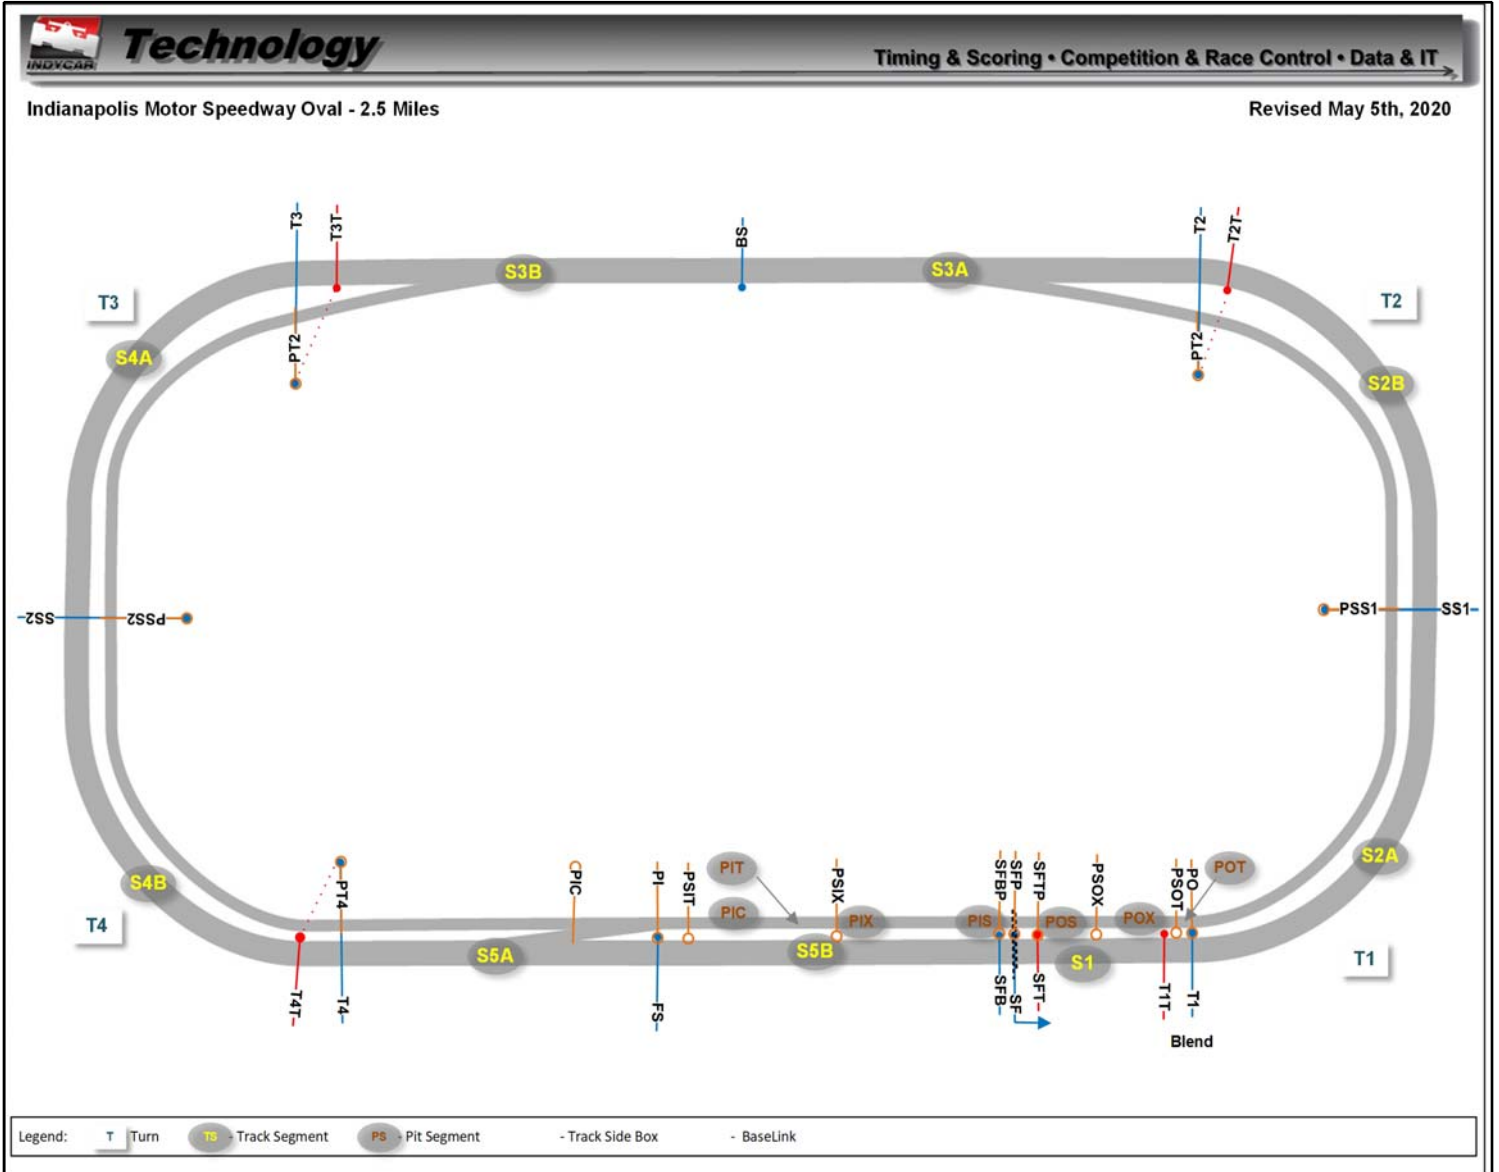 INDYCAR
Technology
Timing & Scoring • Competition & Race Control • Data & IT
Indianapolis Motor Speedway Oval - 2.5 Miles
Revised May 5th, 2020
T3
T3T
BS
T2
T2T
S3B
S3A
T3
T2
PT2
PT2
S4A
S2B
SS2
PSS2
PSS1
SS1
S4B
S2A
T4
T1
PT4
PIC
PI
PSIT
PIT
PIC
PSIX
PIX
PIS
SFBP
SFP
SFTP
POS
PSOX
POX
PSOT
PO
POT
S5A
S5B
S1
T4T
T4
FS
SFB
SF
SFT
T1T
T1
Blend
Legend:
T Turn
TS - Track Segment
PS - Pit Segment
- Track Side Box
- BaseLink